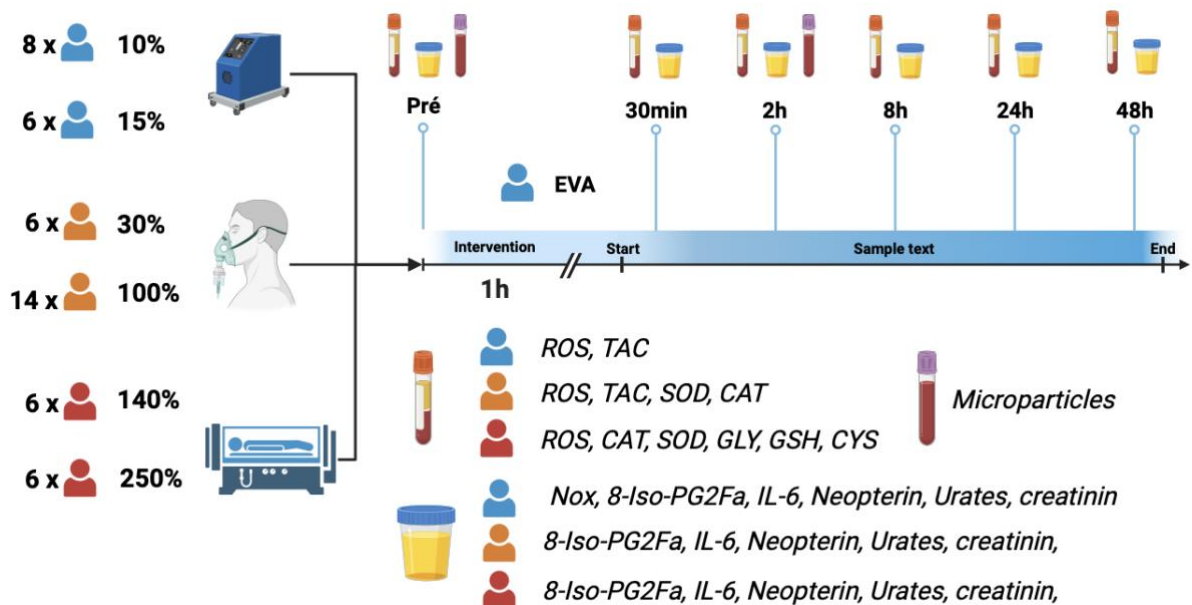 8 x 10%
6 x 15%
6 x 30%
14 x 100%
6 x 140%
6 x 250%
Pré 30min 2h 8h 24h 48h
EVA
Intervention Start Sample text End
1h
ROS, TAC
ROS, TAC, SOD, CAT
ROS, CAT, SOD, GLY, GSH, CYS
Microparticles
Nox, 8-Iso-PG2Fa, IL-6, Neopterin, Urates, creatinin
8-Iso-PG2Fa, IL-6, Neopterin, Urates, creatinin,
8-Iso-PG2Fa, IL-6, Neopterin, Urates, creatinin,